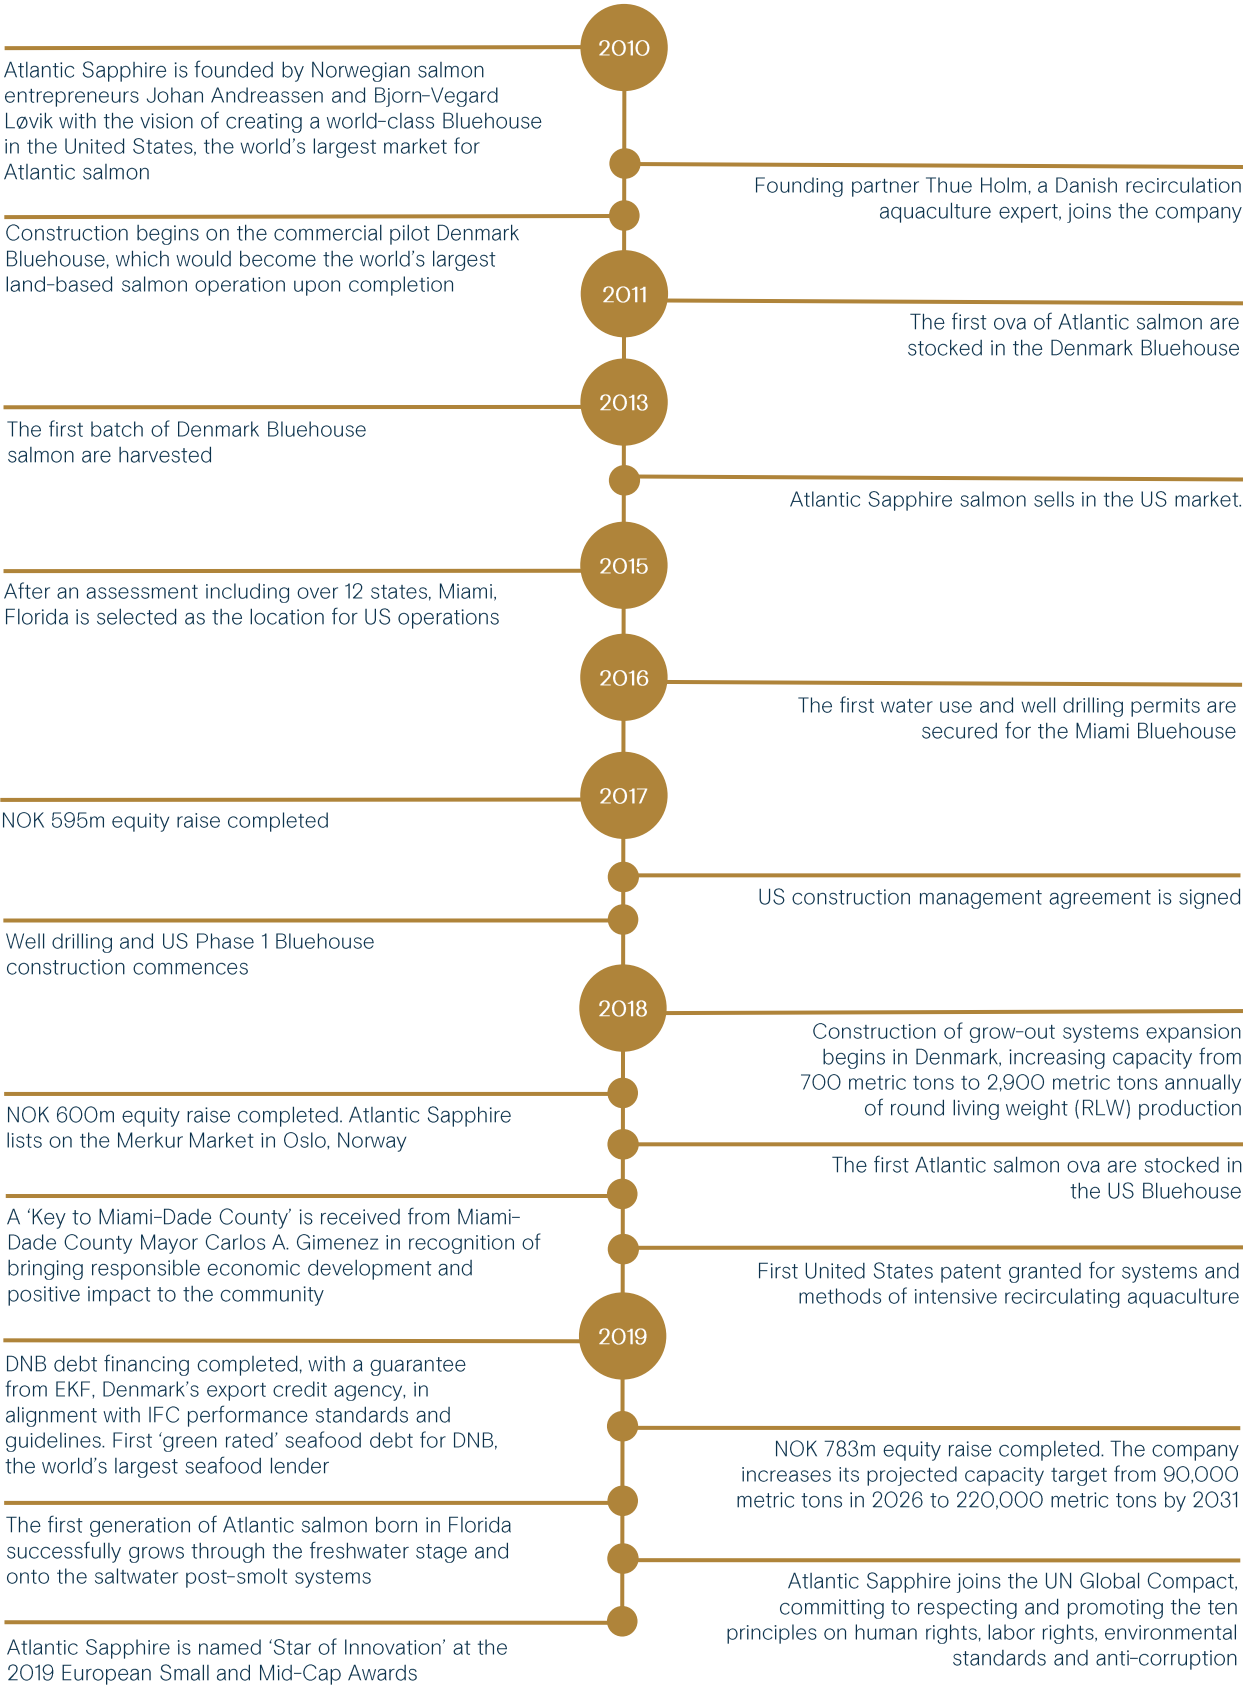 2010
Atlantic Sapphire is founded by Norwegian salmon
entrepreneurs Johan Andreassen and Bjorn-Vegard
Løvik with the vision of creating a world-class Bluehouse
in the United States, the world's largest market for
Atlantic salmon
Founding partner Thue Holm, a Danish recirculation
aquaculture expert, joins the company
Construction begins on the commercial pilot Denmark
Bluehouse, which would become the world's largest
land-based salmon operation upon completion
2011
The first ova of Atlantic salmon are
stocked in the Denmark Bluehouse
2013
The first batch of Denmark Bluehouse
salmon are harvested
Atlantic Sapphire salmon sells in the US market.
2015
After an assessment including over 12 states, Miami,
Florida is selected as the location for US operations
2016
The first water use and well drilling permits are
secured for the Miami Bluehouse
2017
NOK 595m equity raise completed
US construction management agreement is signed
Well drilling and US Phase 1 Bluehouse
construction commences
2018
Construction of grow-out systems expansion
begins in Denmark, increasing capacity from
700 metric tons to 2,900 metric tons annually
of round living weight (RLW) production
NOK 600m equity raise completed. Atlantic Sapphire
lists on the Merkur Market in Oslo, Norway
The first Atlantic salmon ova are stocked in
the US Bluehouse
A 'Key to Miami-Dade County' is received from Miami-
Dade County Mayor Carlos A. Gimenez in recognition of
bringing responsible economic development and
positive impact to the community
First United States patent granted for systems and
methods of intensive recirculating aquaculture
2019
DNB debt financing completed, with a guarantee
from EKF, Denmark's export credit agency, in
alignment with IFC performance standards and
guidelines. First 'green rated' seafood debt for DNB,
the world's largest seafood lender
NOK 783m equity raise completed. The company
increases its projected capacity target from 90,000
metric tons in 2026 to 220,000 metric tons by 2031
The first generation of Atlantic salmon born in Florida
successfully grows through the freshwater stage and
onto the saltwater post-smolt systems
Atlantic Sapphire joins the UN Global Compact,
committing to respecting and promoting the ten
principles on human rights, labor rights, environmental
standards and anti-corruption
Atlantic Sapphire is named 'Star of Innovation' at the
2019 European Small and Mid-Cap Awards